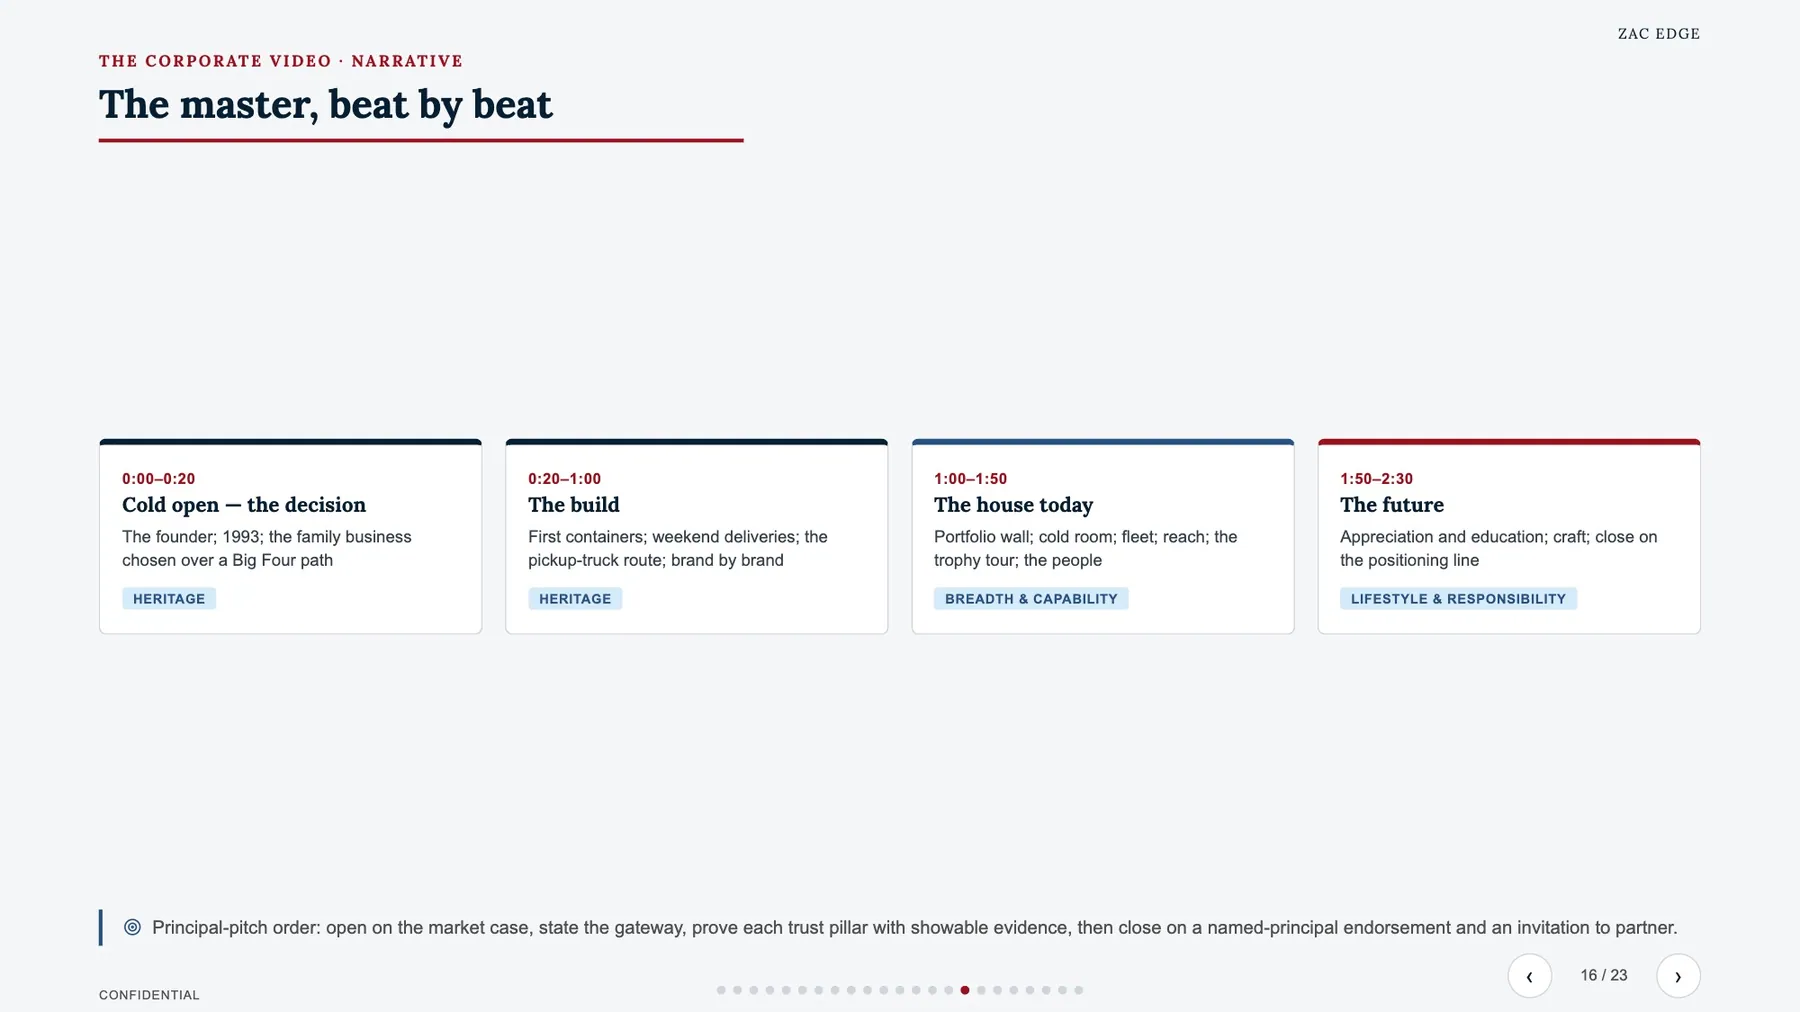 ZAC EDGE
THE CORPORATE VIDEO · NARRATIVE
The master, beat by beat
0:00–0:20
Cold open — the decision
The founder; 1993; the family business
chosen over a Big Four path
HERITAGE
0:20–1:00
The build
First containers; weekend deliveries; the
pickup-truck route; brand by brand
HERITAGE
1:00–1:50
The house today
Portfolio wall; cold room; fleet; reach; the
trophy tour; the people
BREADTH & CAPABILITY
1:50–2:30
The future
Appreciation and education; craft; close on
the positioning line
LIFESTYLE & RESPONSIBILITY
Principal-pitch order: open on the market case, state the gateway, prove each trust pillar with showable evidence, then close on a named-principal endorsement and an invitation to partner.
CONFIDENTIAL
‹
16 / 23
›